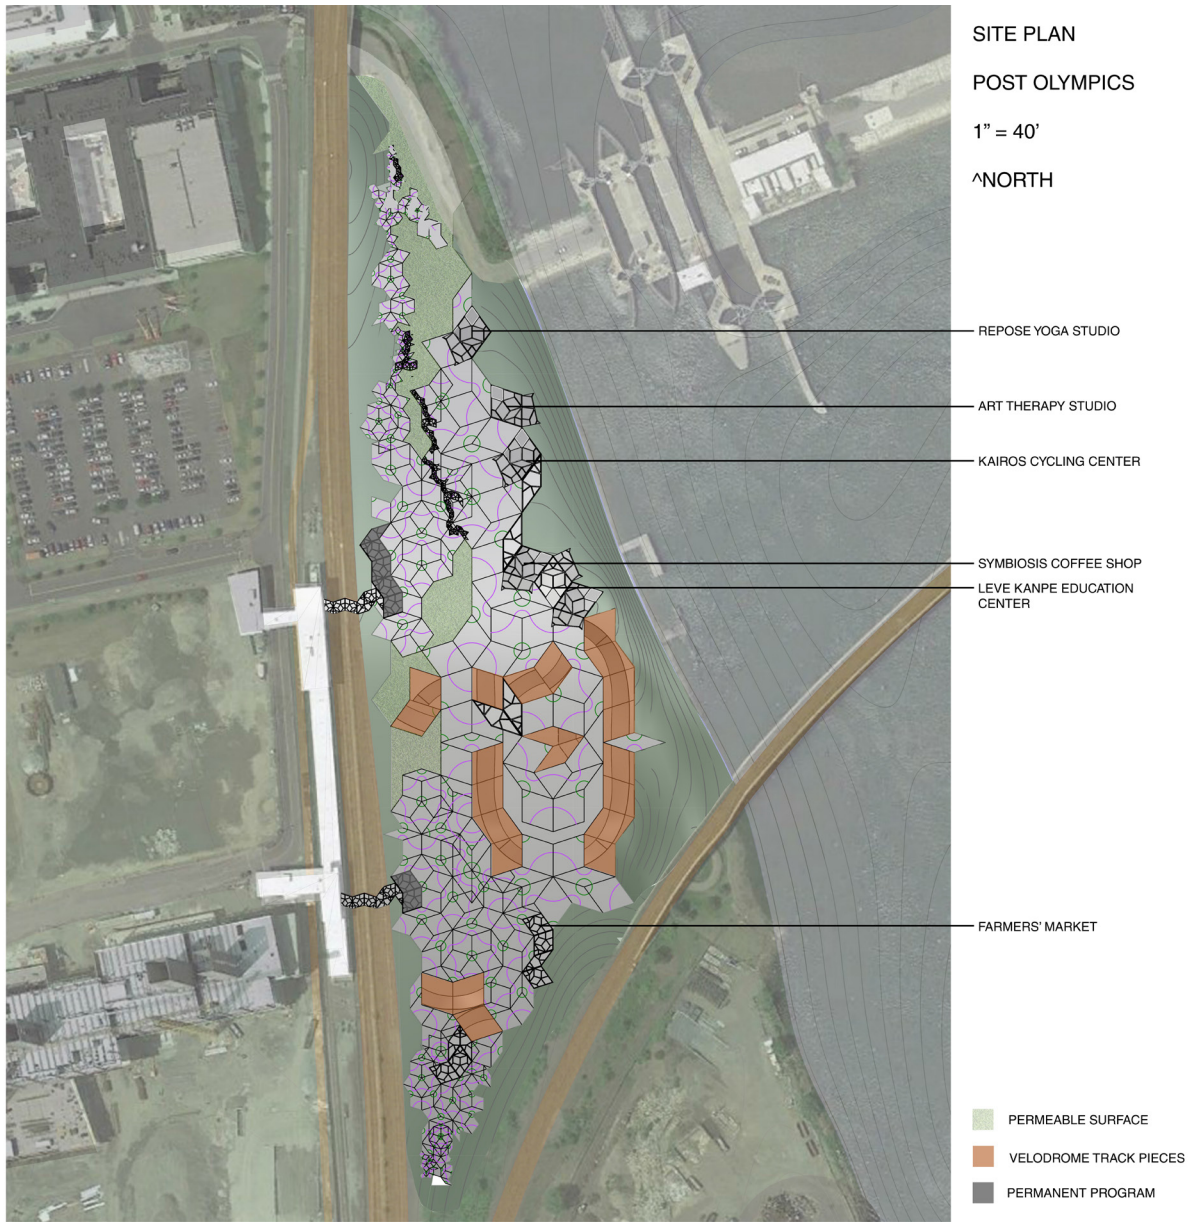 SITE PLAN
POST OLYMPICS
1” = 40’
^NORTH
REPOSE YOGA STUDIO
ART THERAPY STUDIO
KAIROS CYCLING CENTER
SYMBIOSIS COFFEE SHOP
LEVE KANPE EDUCATION
CENTER
FARMERS’ MARKET
PERMEABLE SURFACE
VELODROME TRACK PIECES
PERMANENT PROGRAM